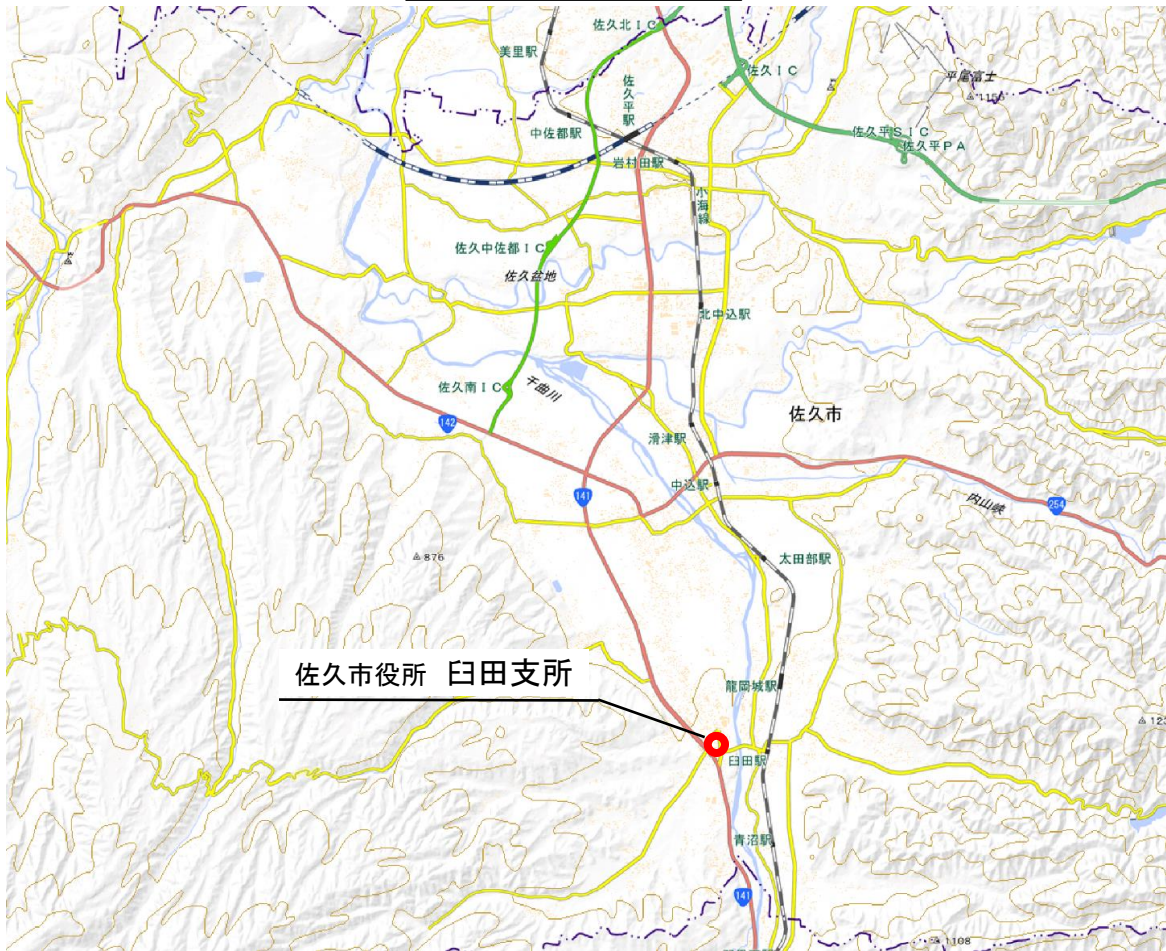 佐久北ＩＣ
美里駅
佐久ＩＣ
平尾富士
1155
佐久平駅
中佐都駅
佐久平ＳＩＣ
佐久平ＰＡ
岩村田駅
小海線
佐久中佐都ＩＣ
佐久盆地
北中込駅
佐久南ＩＣ
千曲川
佐久市
142
滑津駅
中込駅
141
内山峡
254
876
太田部駅
佐久市役所 臼田支所
龍岡城駅
臼田駅
青沼駅
141
1108